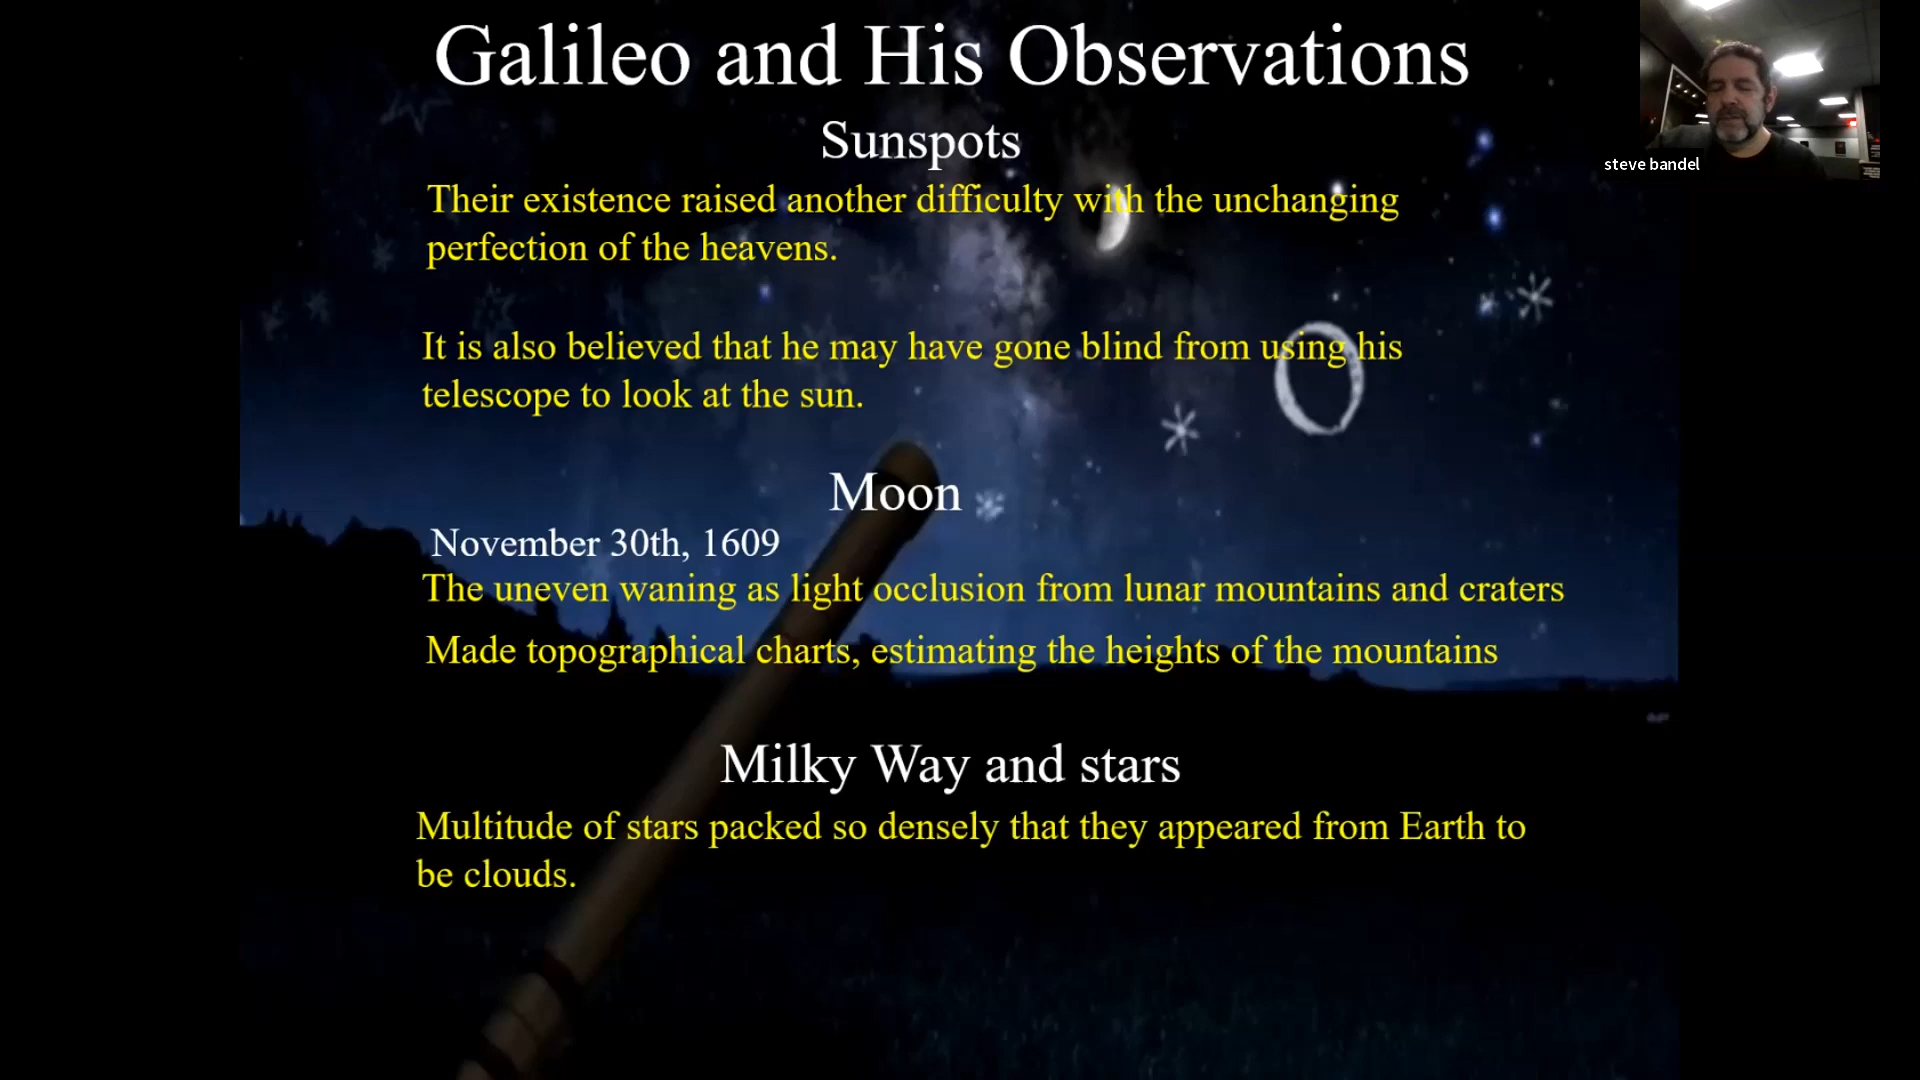 Galileo and His Observations
Sunspots
steve bandel
Their existence raised another difficulty with the unchanging
perfection of the heavens.
It is also believed that he may have gone blind from using his
telescope to look at the sun.
Moon
November 30th, 1609
The uneven waning as light occlusion from lunar mountains and craters
Made topographical charts, estimating the heights of the mountains
Milky Way and stars
Multitude of stars packed so densely that they appeared from Earth to
be clouds.